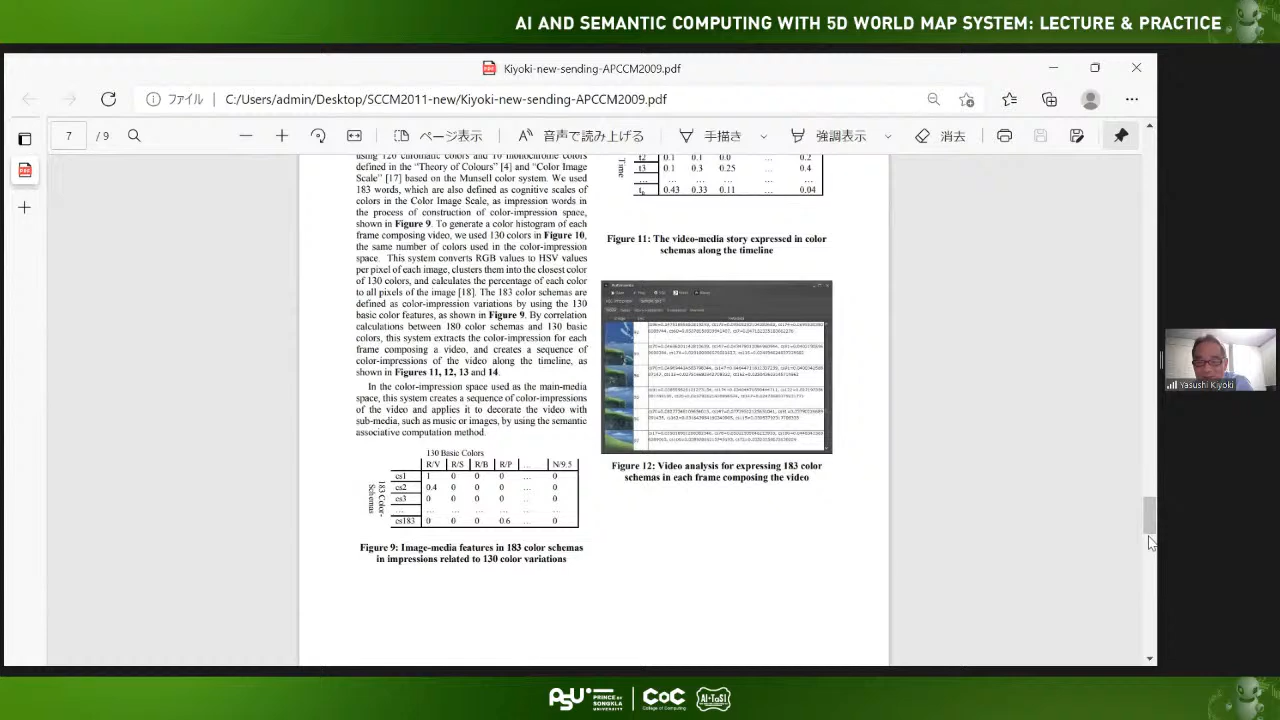 AI AND SEMANTIC COMPUTING WITH 5D WORLD MAP SYSTEM: LECTURE & PRACTICE
Kiyoki-new-sending-APCCM2009.pdf
ファイル | C:/Users/admin/Desktop/SCCM2011-new/Kiyoki-new-sending-APCCM2009.pdf
7 / 9
ページ表示
音声で読み上げる
手描き
強調表示
消去
using 120 chromatic colors and 10 monochrome colors
defined in the “Theory of Colours” [4] and “Color Image
Scale” [17] based on the Munsell color system. We used
183 words, which are also defined as cognitive scales of
colors in the Color Image Scale, as impression words in
the process of construction of color-impression space,
shown in Figure 9. To generate a color histogram of each
frame composing video, we used 130 colors in Figure 10,
the same number of colors used in the color-impression
space. This system converts RGB values to HSV values
per pixel of each image, clusters them into the closest color
of 130 colors, and calculates the percentage of each color
to all pixels of the image [18]. The 183 color schemas are
defined as color-impression variations by using the 130
basic color features, as shown in Figure 9. By correlation
calculations between 180 color schemas and 130 basic
colors, this system extracts the color-impression for each
frame composing a video, and creates a sequence of
color-impressions of the video along the timeline, as
shown in Figures 11, 12, 13 and 14.
In the color-impression space used as the main-media
space, this system creates a sequence of color-impressions
of the video and applies it to decorate the video with
sub-media, such as music or images, by using the semantic
associative computation method.
130 Basic Colors
R/V R/S R/B R/P … N/9.5
183 Color-Schemas
cs1 1 0 0 0 … 0
cs2 0.4 0 0 0 … 0
cs3 0 0 0 0 .. 0
… … … … … … …
cs183 0 0 0 0.6 … 0
Figure 9: Image-media features in 183 color schemas
in impressions related to 130 color variations
Time
t2 0.1 0.1 0.0 … 0.2
t3 0.1 0.3 0.25 … 0.4
… … … … … …
0.43 0.33 0.11 … 0.04
Figure 11: The video-media story expressed in color
schemas along the timeline
Figure 12: Video analysis for expressing 183 color
schemas in each frame composing the video
Yasushi Kiyoki
PSU PRINCE OF SONGKLA UNIVERSITY
CoC College of Computing
AI-TaSI